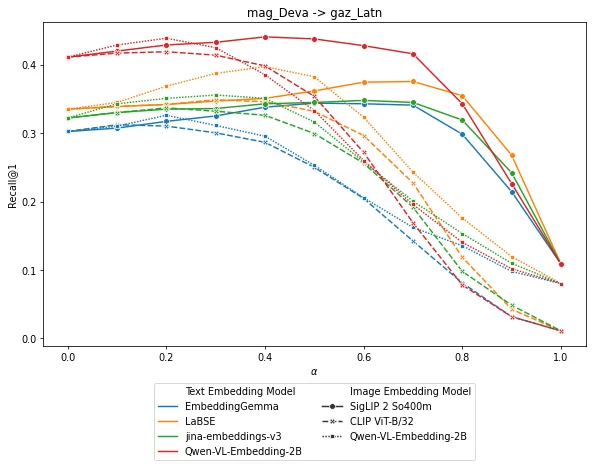 mag_Deva -> gaz_Latn
Recall@1
0.4
0.3
0.2
0.1
0.0
0.0 0.2 0.4 0.6 0.8 1.0
α
Text Embedding Model
EmbeddingGemma
LaBSE
jina-embeddings-v3
Qwen-VL-Embedding-2B
Image Embedding Model
SigLIP 2 So400m
CLIP ViT-B/32
Qwen-VL-Embedding-2B